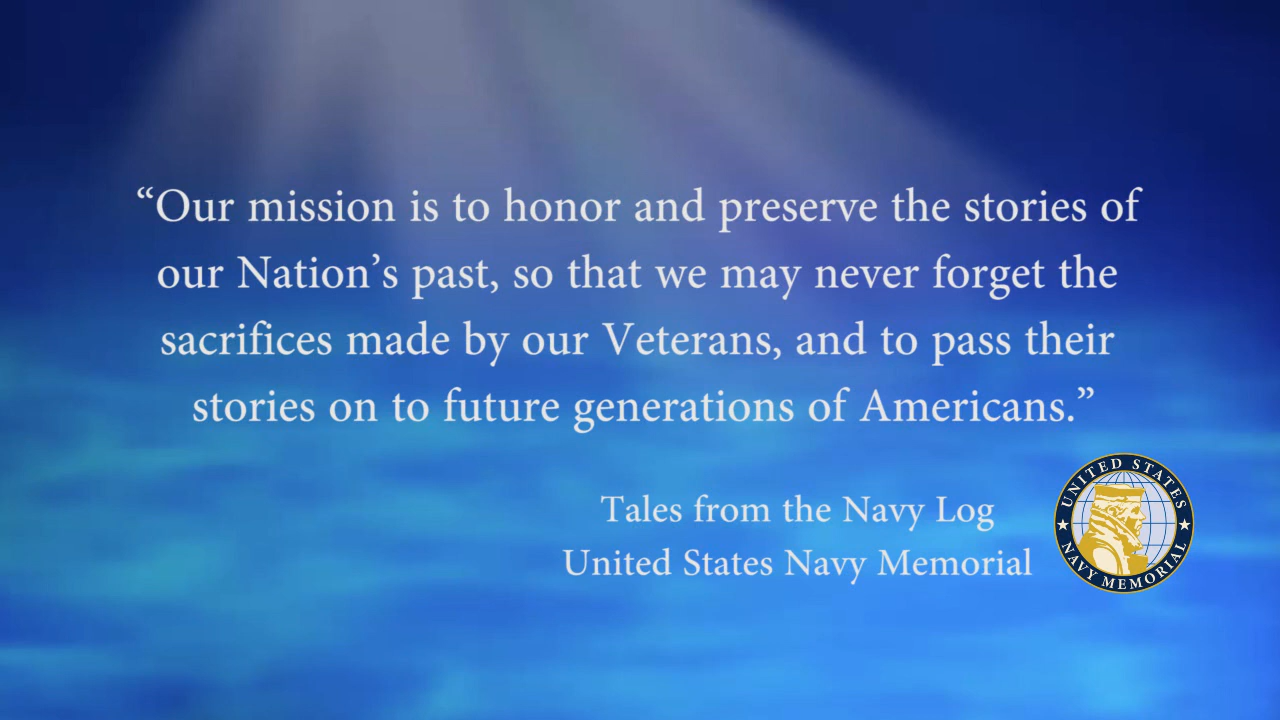 “Our mission is to honor and preserve the stories of
our Nation’s past, so that we may never forget the
sacrifices made by our Veterans, and to pass their
stories on to future generations of Americans.”
Tales from the Navy Log
United States Navy Memorial
UNITED STATES
NAVY MEMORIAL